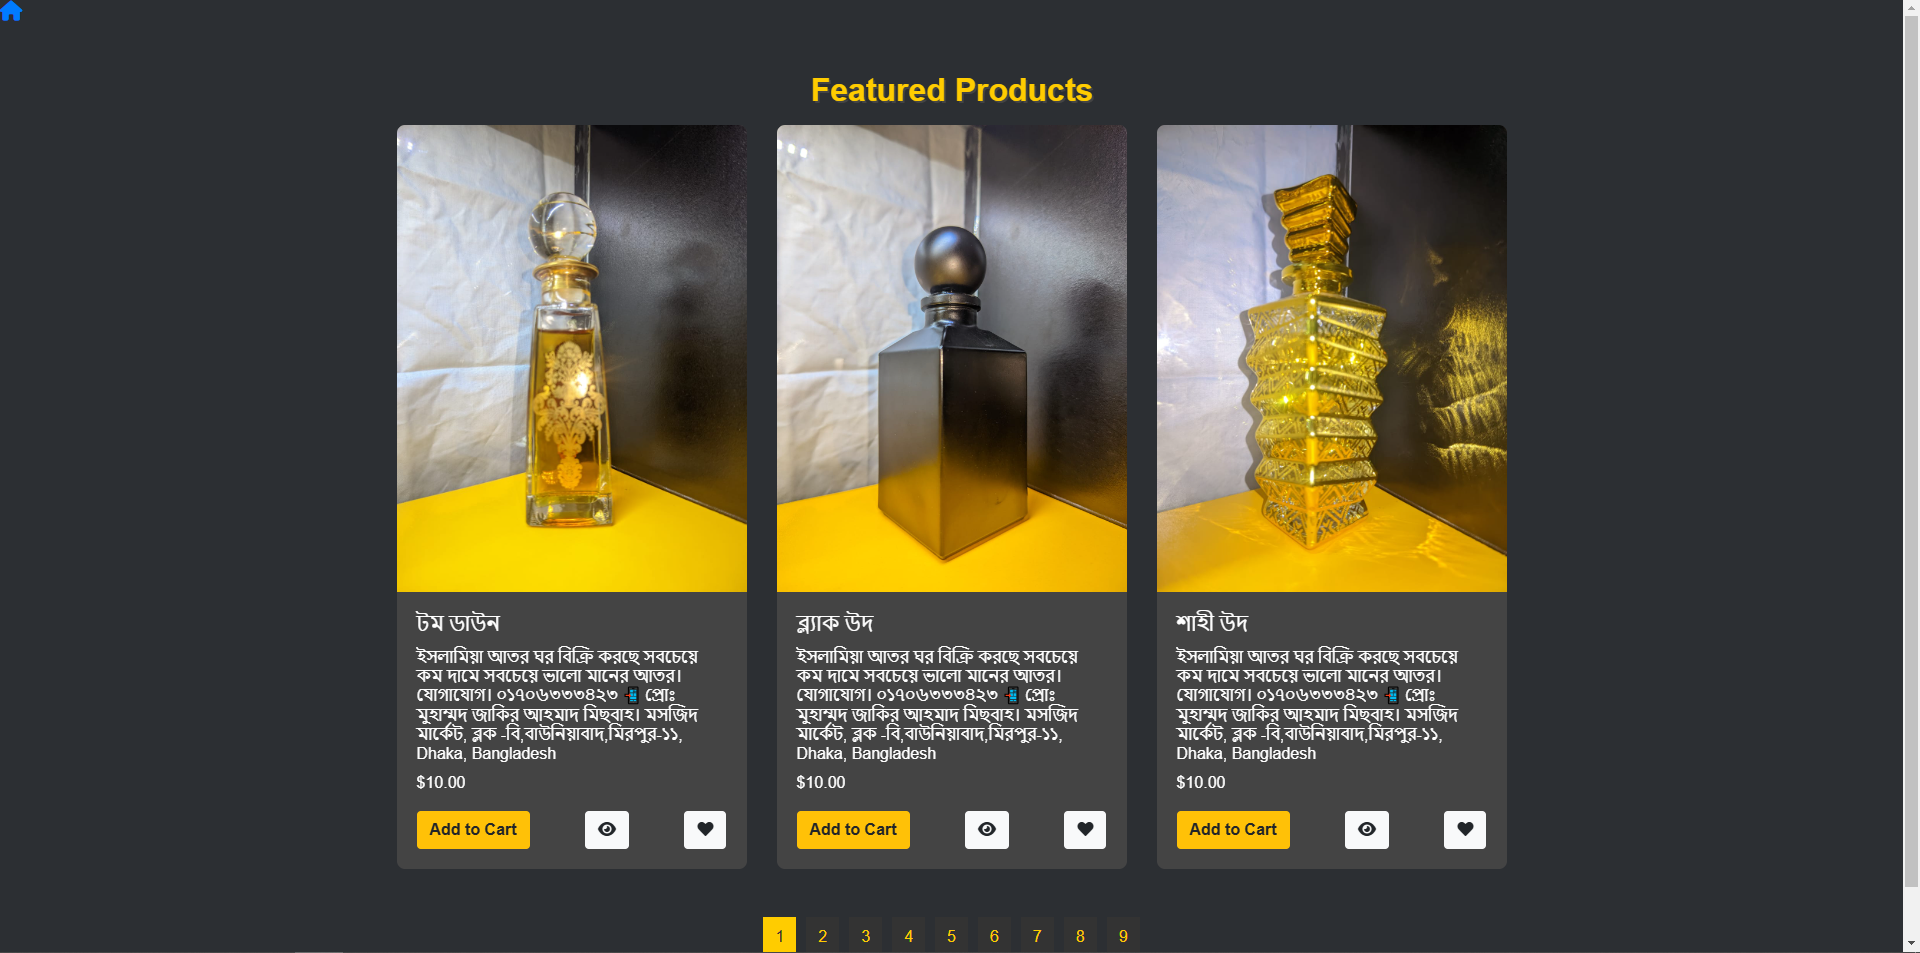 Featured Products
টম ডাউন
ইসলামিয়া আতর ঘর বিক্রি করছে সবচেয়ে
কম দামে সবচেয়ে ভালো মানের আতর।
যোগাযোগ। ০১৭০৬৩৩৩৪২৩ 📲 প্রোঃ
মুহাম্মদ জাকির আহমাদ মিছবাহ। মসজিদ
মার্কেট, ব্লক -বি,বাউনিয়াবাদ,মিরপুর-১১,
Dhaka, Bangladesh
$10.00
Add to Cart
ব্ল্যাক উদ
ইসলামিয়া আতর ঘর বিক্রি করছে সবচেয়ে
কম দামে সবচেয়ে ভালো মানের আতর।
যোগাযোগ। ০১৭০৬৩৩৩৪২৩ 📲 প্রোঃ
মুহাম্মদ জাকির আহমাদ মিছবাহ। মসজিদ
মার্কেট, ব্লক -বি,বাউনিয়াবাদ,মিরপুর-১১,
Dhaka, Bangladesh
$10.00
Add to Cart
শাহী উদ
ইসলামিয়া আতর ঘর বিক্রি করছে সবচেয়ে
কম দামে সবচেয়ে ভালো মানের আতর।
যোগাযোগ। ০১৭০৬৩৩৩৪২৩ 📲 প্রোঃ
মুহাম্মদ জাকির আহমাদ মিছবাহ। মসজিদ
মার্কেট, ব্লক -বি,বাউনিয়াবাদ,মিরপুর-১১,
Dhaka, Bangladesh
$10.00
Add to Cart
1 2 3 4 5 6 7 8 9